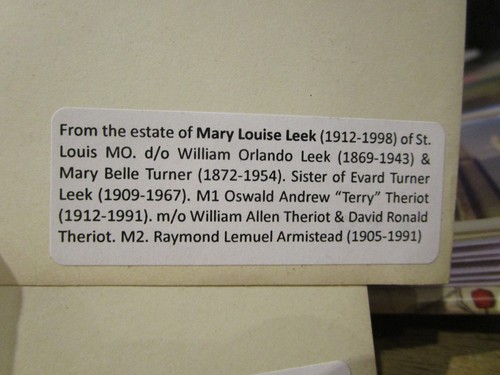 From the estate of Mary Louise Leek (1912-1998) of St.
Louis MO. d/o William Orlando Leek (1869-1943) &
Mary Belle Turner (1872-1954). Sister of Evard Turner
Leek (1909-1967). M1 Oswald Andrew “Terry” Theriot
(1912-1991). m/o William Allen Theriot & David Ronald
Theriot. M2. Raymond Lemuel Armistead (1905-1991)